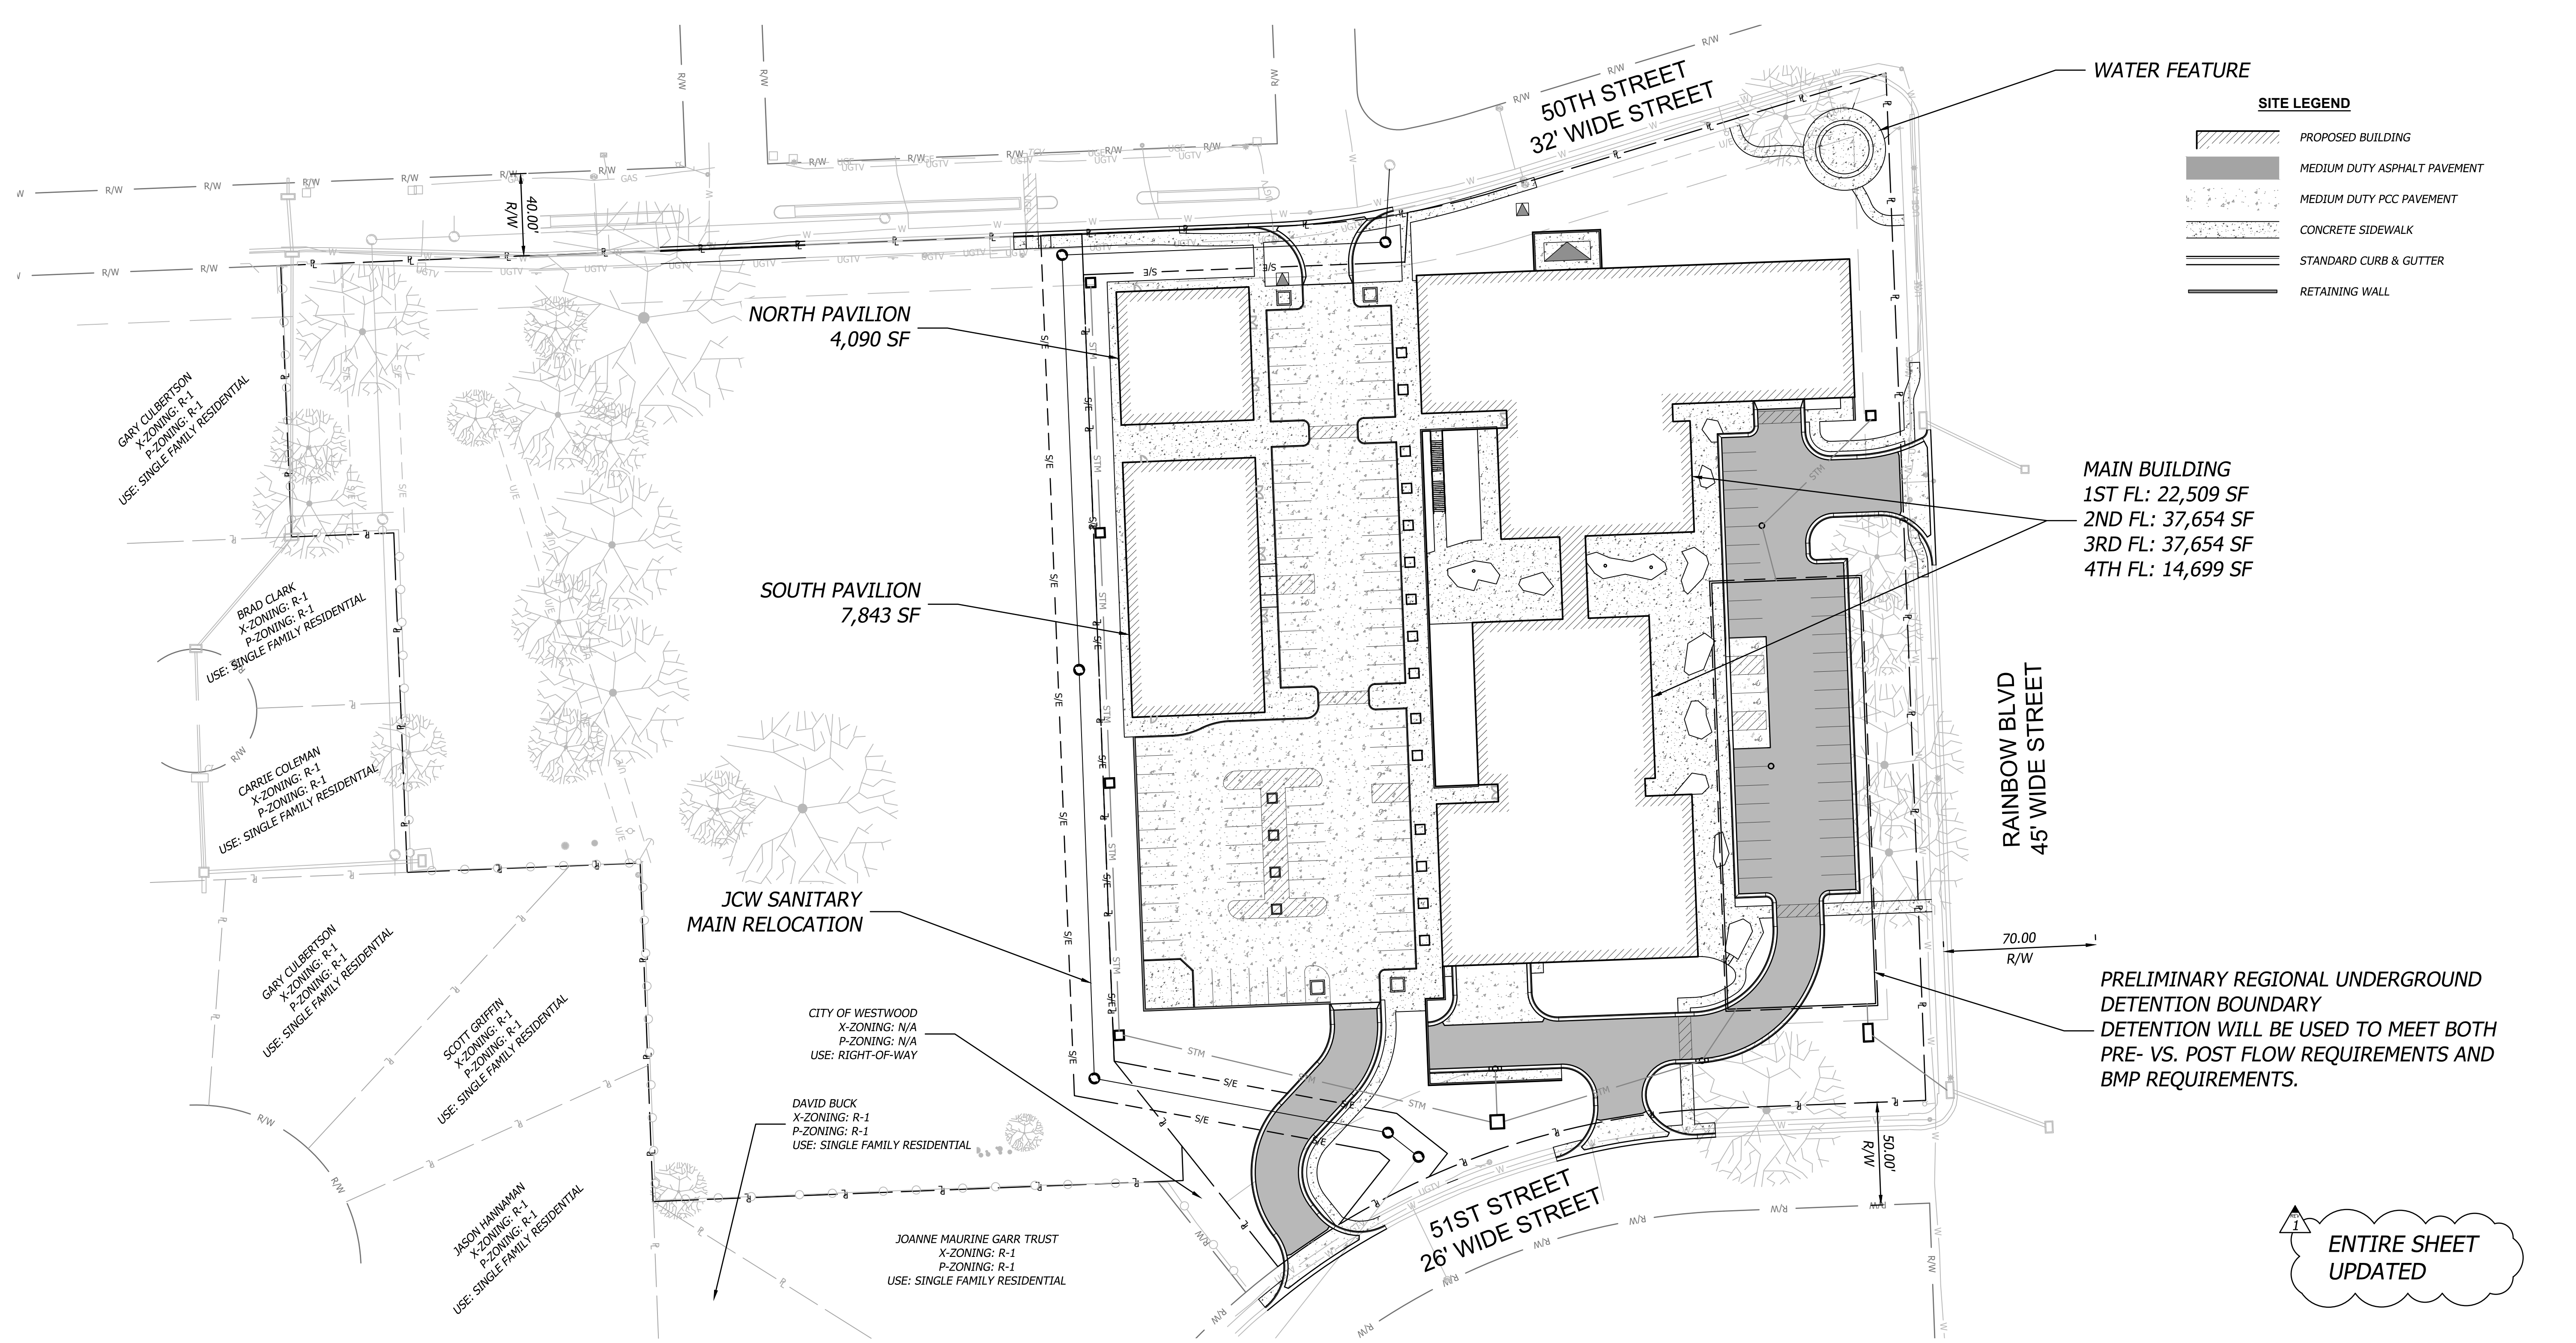 50TH STREET
32' WIDE STREET
WATER FEATURE
SITE LEGEND
PROPOSED BUILDING
MEDIUM DUTY ASPHALT PAVEMENT
MEDIUM DUTY PCC PAVEMENT
CONCRETE SIDEWALK
STANDARD CURB & GUTTER
RETAINING WALL
40.00'
R/W
NORTH PAVILION
4,090 SF
SOUTH PAVILION
7,843 SF
MAIN BUILDING
1ST FL: 22,509 SF
2ND FL: 37,654 SF
3RD FL: 37,654 SF
4TH FL: 14,699 SF
GARY CULBERTSON
X-ZONING: R-1
P-ZONING: R-1
USE: SINGLE FAMILY RESIDENTIAL
BRAD CLARK
X-ZONING: R-1
P-ZONING: R-1
USE: SINGLE FAMILY RESIDENTIAL
CARRIE COLEMAN
X-ZONING: R-1
P-ZONING: R-1
USE: SINGLE FAMILY RESIDENTIAL
RAINBOW BLVD
45' WIDE STREET
JCW SANITARY
MAIN RELOCATION
70.00
R/W
GARY CULBERTSON
X-ZONING: R-1
P-ZONING: R-1
USE: SINGLE FAMILY RESIDENTIAL
SCOTT GRIFFIN
X-ZONING: R-1
P-ZONING: R-1
USE: SINGLE FAMILY RESIDENTIAL
CITY OF WESTWOOD
X-ZONING: N/A
P-ZONING: N/A
USE: RIGHT-OF-WAY
PRELIMINARY REGIONAL UNDERGROUND
DETENTION BOUNDARY
DETENTION WILL BE USED TO MEET BOTH
PRE- VS. POST FLOW REQUIREMENTS AND
BMP REQUIREMENTS.
DAVID BUCK
X-ZONING: R-1
P-ZONING: R-1
USE: SINGLE FAMILY RESIDENTIAL
50.00'
R/W
JASON HANNAMAN
X-ZONING: R-1
P-ZONING: R-1
USE: SINGLE FAMILY RESIDENTIAL
JOANNE MAURINE GARR TRUST
X-ZONING: R-1
P-ZONING: R-1
USE: SINGLE FAMILY RESIDENTIAL
51ST STREET
26' WIDE STREET
1
ENTIRE SHEET
UPDATED